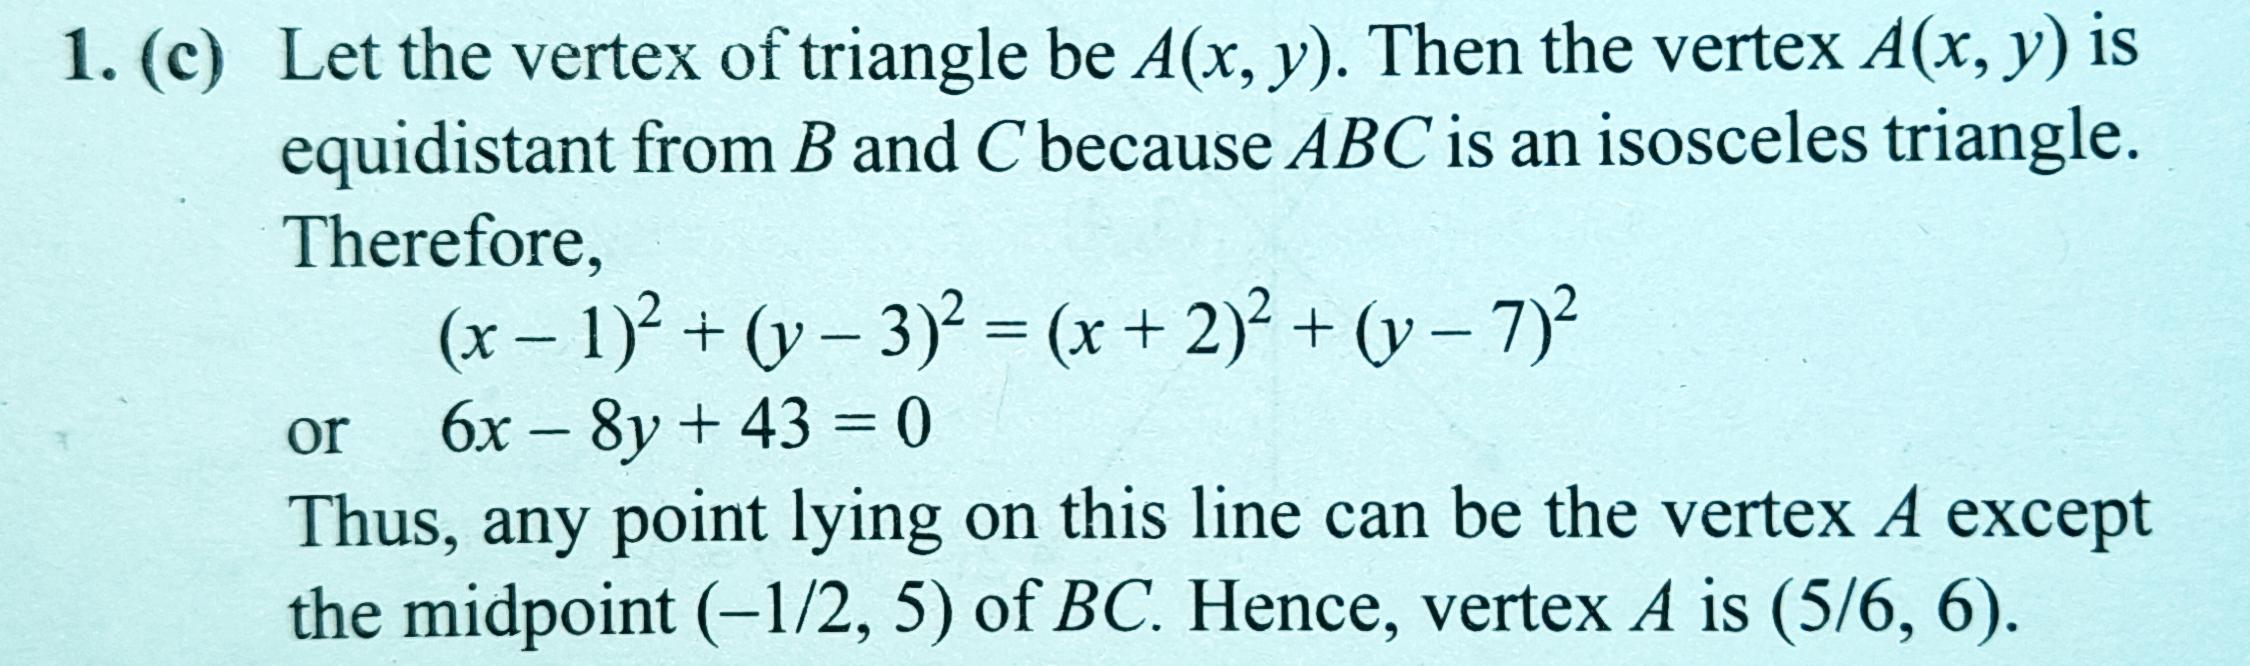 1. (c) Let the vertex of triangle be A(x, y). Then the vertex A(x, y) is
equidistant from B and C because ABC is an isosceles triangle.
Therefore,
(x – 1)² + (y – 3)² = (x + 2)² + (y – 7)²
or 6x – 8y + 43 = 0
Thus, any point lying on this line can be the vertex A except
the midpoint (–1/2, 5) of BC. Hence, vertex A is (5/6, 6).